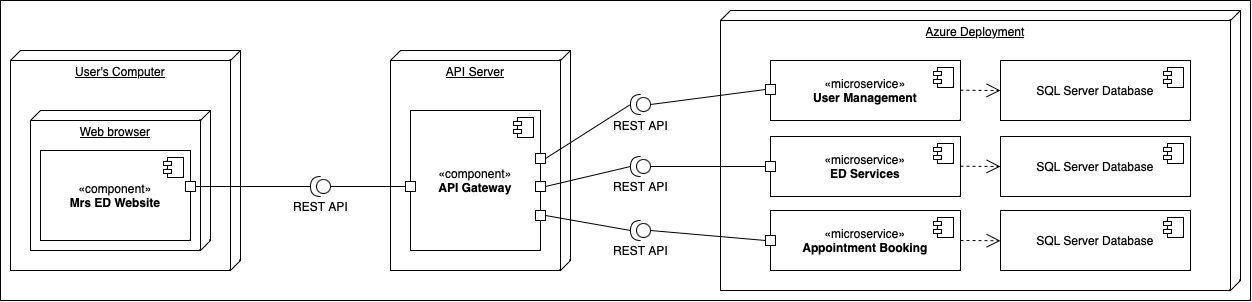 User's Computer
Web browser
«component»
Mrs ED Website
REST API
API Server
«component»
API Gateway
REST API
REST API
REST API
Azure Deployment
«microservice»
User Management
SQL Server Database
«microservice»
ED Services
SQL Server Database
«microservice»
Appointment Booking
SQL Server Database